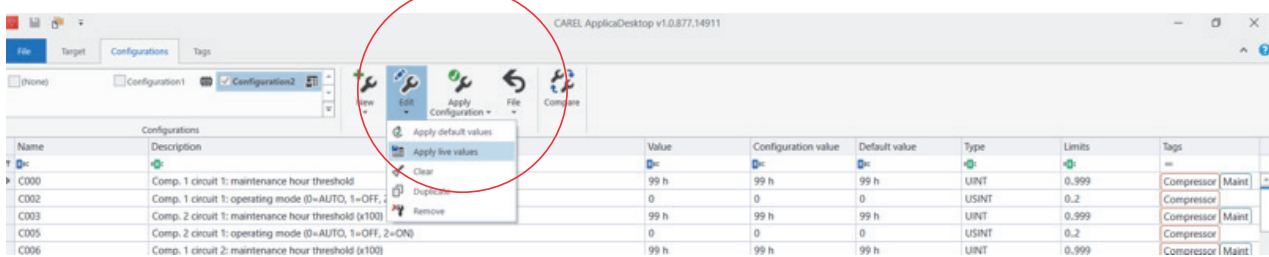 CAREL ApplicaDesktop v1.0.877.14911
File Target Configurations Tags
(None) Configuration1 Configuration2 New Edit Apply Configuration File Compare
Configurations
Apply default values
Apply live values
Clear
Duplicate
Remove
Name Description Value Configuration value Default value Type Limits Tags
C000 Comp. 1 circuit 1: maintenance hour threshold 99 h 99 h 99 h UINT 0..999 Compressor Maint
C002 Comp. 1 circuit 1: operating mode (0=AUTO, 1=OFF, 0 0 0 USINT 0..2 Compressor
C003 Comp. 2 circuit 1: maintenance hour threshold (x100) 99 h 99 h 99 h UINT 0..999 Compressor Maint
C005 Comp. 2 circuit 1: operating mode (0=AUTO, 1=OFF, 2=ON) 0 0 0 USINT 0..2 Compressor
C006 Comp. 1 circuit 2: maintenance hour threshold (x100) 99 h 99 h 99 h UINT 0..999 Compressor Maint